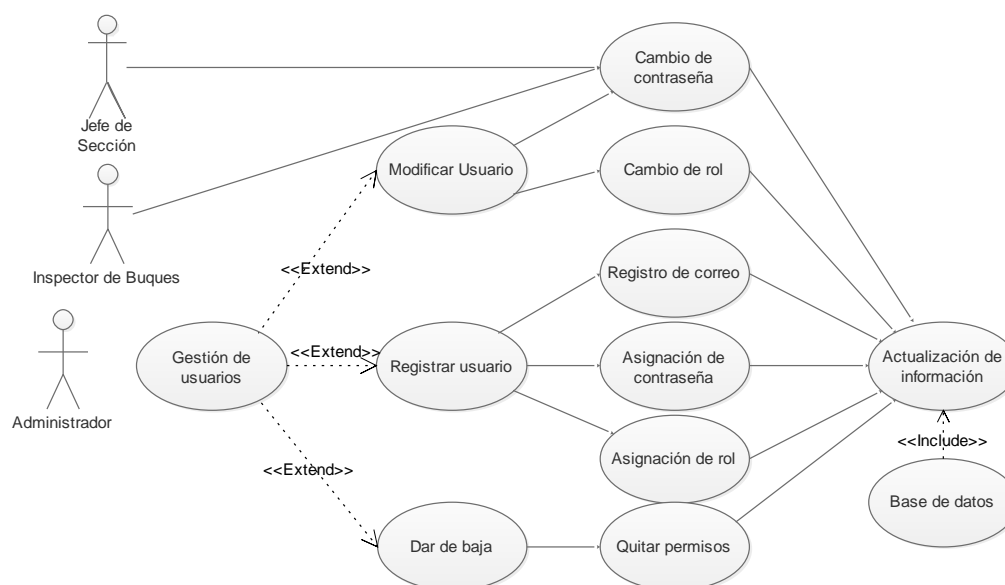 Cambio de
contraseña
Jefe de
Sección
Modificar Usuario
Cambio de rol
Inspector de Buques
<<Extend>>
Registro de correo
Gestión de
usuarios
<<Extend>>
Registrar usuario
Asignación de
contraseña
Actualización de
información
Administrador
<<Include>>
Asignación de rol
<<Extend>>
Base de datos
Dar de baja
Quitar permisos